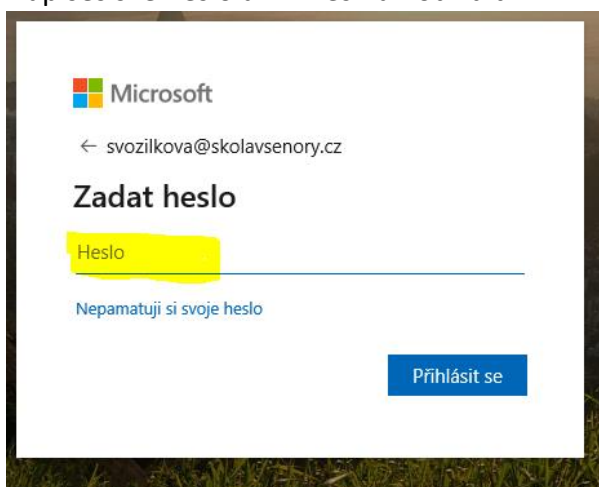 Microsoft
← svozilkova@skolavsenory.cz
Zadat heslo
Heslo
Nepamatuji si svoje heslo
Přihlásit se